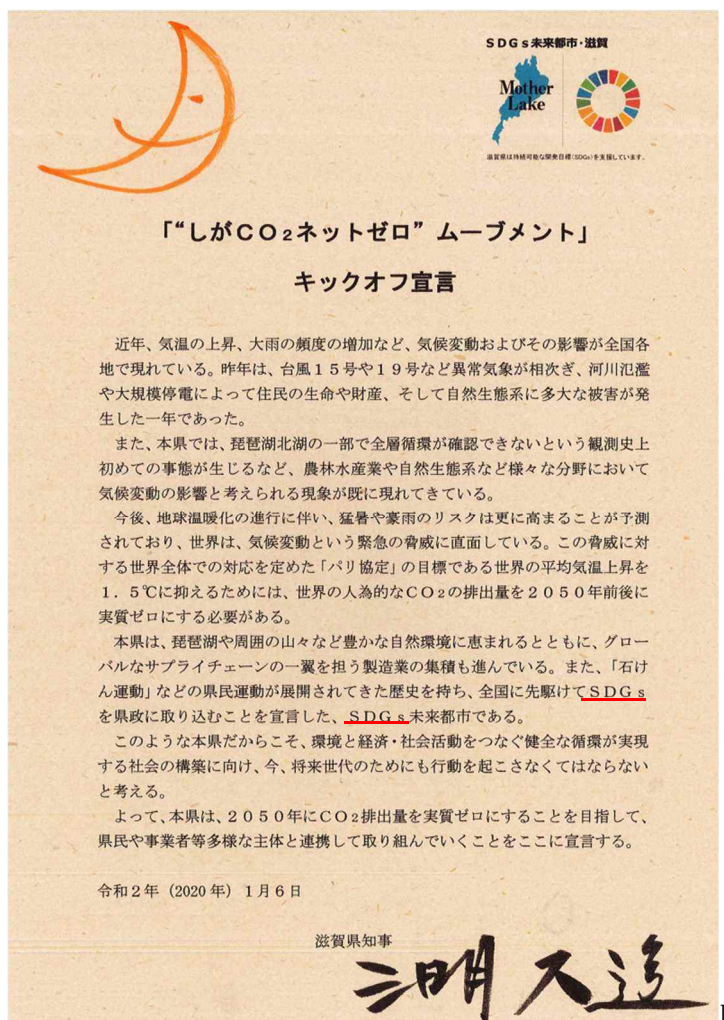 SDGs未来都市・滋賀
Mother
Lake
滋賀県は持続可能な開発目標(SDGs)を支援しています。
「“しがCO₂ネットゼロ” ムーブメント」
キックオフ宣言
近年、気温の上昇、大雨の頻度の増加など、気候変動およびその影響が全国各
地で現れている。昨年は、台風15号や19号など異常気象が相次ぎ、河川氾濫
や大規模停電によって住民の生命や財産、そして自然生態系に多大な被害が発
生した一年であった。
また、本県では、琵琶湖北湖の一部で全層循環が確認できないという観測史上
初めての事態が生じるなど、農林水産業や自然生態系など様々な分野において
気候変動の影響と考えられる現象が既に現れてきている。
今後、地球温暖化の進行に伴い、猛暑や豪雨のリスクは更に高まることが予測
されており、世界は、気候変動という緊急の脅威に直面している。この脅威に対
する世界全体での対応を定めた「パリ協定」の目標である世界の平均気温上昇を
1.5℃に抑えるためには、世界の人為的なCO₂の排出量を2050年前後に
実質ゼロにする必要がある。
本県は、琵琶湖や周囲の山々など豊かな自然環境に恵まれるとともに、グロー
バルなサプライチェーンの一翼を担う製造業の集積も進んでいる。また、「石け
ん運動」などの県民運動が展開されてきた歴史を持ち、全国に先駆けてSDGs
を県政に取り込むことを宣言した、SDGs未来都市である。
このような本県だからこそ、環境と経済・社会活動をつなぐ健全な循環が実現
する社会の構築に向け、今、将来世代のためにも行動を起こさなくてはならない
と考える。
よって、本県は、2050年にCO₂排出量を実質ゼロにすることを目指して、
県民や事業者等多様な主体と連携して取り組んでいくことをここに宣言する。
令和2年（2020年）1月6日
滋賀県知事
三日月 大造